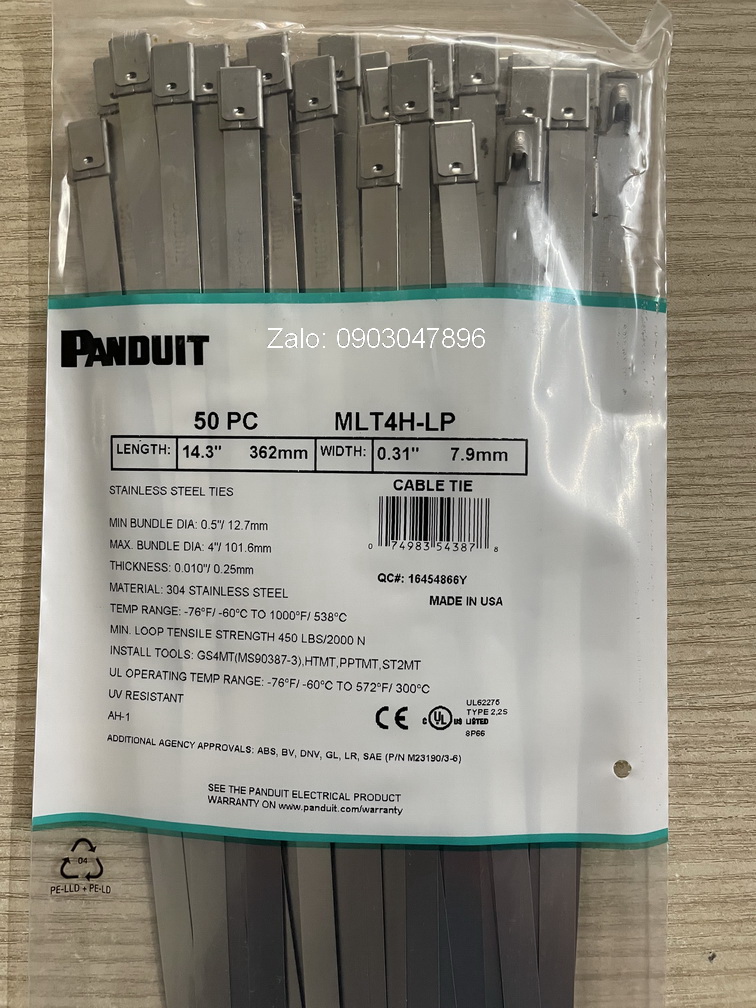 PANDUIT
Zalo: 0903047896
50 PC MLT4H-LP
LENGTH: 14.3" 362mm WIDTH: 0.31" 7.9mm
STAINLESS STEEL TIES
CABLE TIE
MIN BUNDLE DIA: 0.5"/ 12.7mm
MAX. BUNDLE DIA: 4"/ 101.6mm
THICKNESS: 0.010"/ 0.25mm
0 74983 54387 8
MATERIAL: 304 STAINLESS STEEL
QC#: 16454866Y
TEMP RANGE: -76°F/ -60°C TO 1000°F/ 538°C
MADE IN USA
MIN. LOOP TENSILE STRENGTH 450 LBS/2000 N
INSTALL TOOLS: GS4MT(MS90387-3),HTMT,PPTMT,ST2MT
UL OPERATING TEMP RANGE: -76°F/ -60°C TO 572°F/ 300°C
UV RESISTANT
AH-1
CE c UL US LISTED
UL62275
TYPE 2,2S
8P66
ADDITIONAL AGENCY APPROVALS: ABS, BV, DNV, GL, LR, SAE (P/N M23190/3-6)
SEE THE PANDUIT ELECTRICAL PRODUCT
WARRANTY ON www.panduit.com/warranty
04
PE-LLD + PE-LD